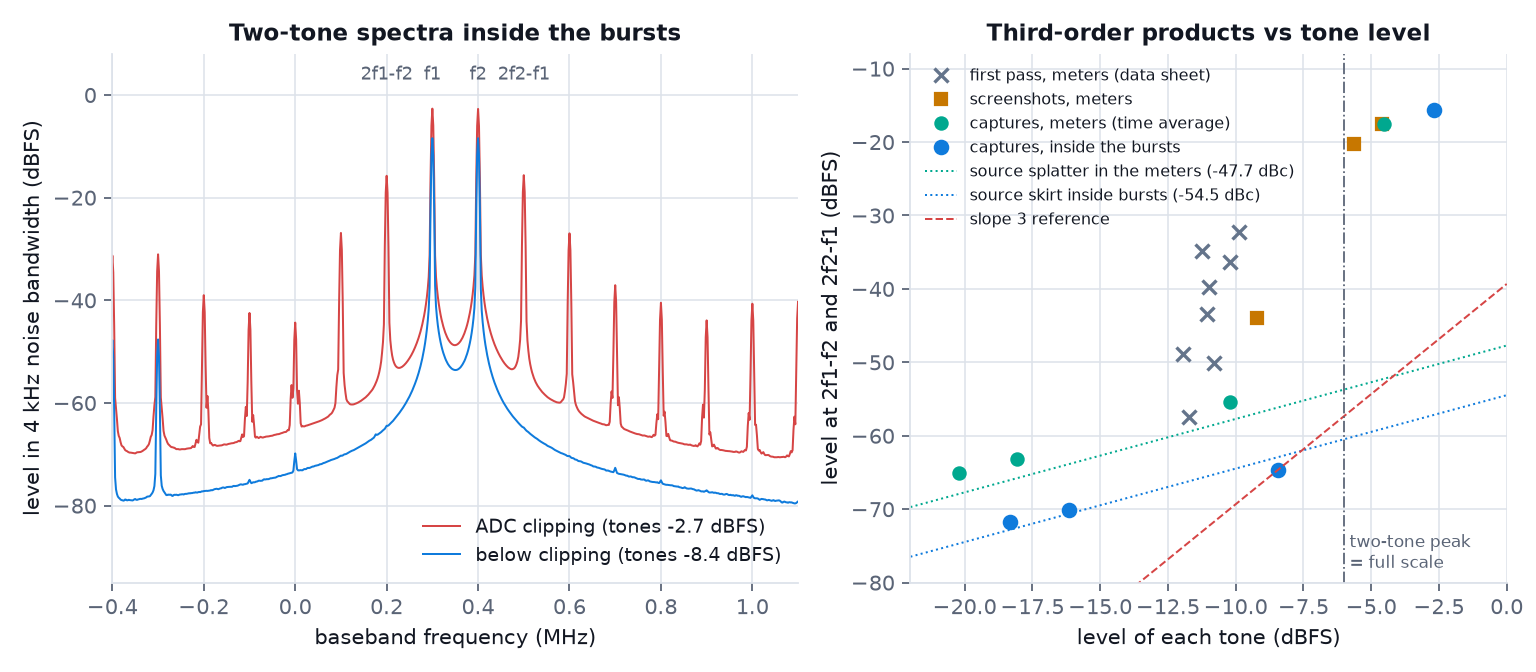 Two-tone spectra inside the bursts
2f1-f2 f1 f2 2f2-f1
level in 4 kHz noise bandwidth (dBFS)
0
−20
−40
−60
−80
ADC clipping (tones -2.7 dBFS)
below clipping (tones -8.4 dBFS)
−0.4 −0.2 0.0 0.2 0.4 0.6 0.8 1.0
baseband frequency (MHz)
Third-order products vs tone level
level at 2f1-f2 and 2f2-f1 (dBFS)
−10
−20
−30
−40
−50
−60
−70
−80
first pass, meters (data sheet)
screenshots, meters
captures, meters (time average)
captures, inside the bursts
source splatter in the meters (-47.7 dBc)
source skirt inside bursts (-54.5 dBc)
slope 3 reference
two-tone peak
= full scale
−20.0 −17.5 −15.0 −12.5 −10.0 −7.5 −5.0 −2.5 0.0
level of each tone (dBFS)